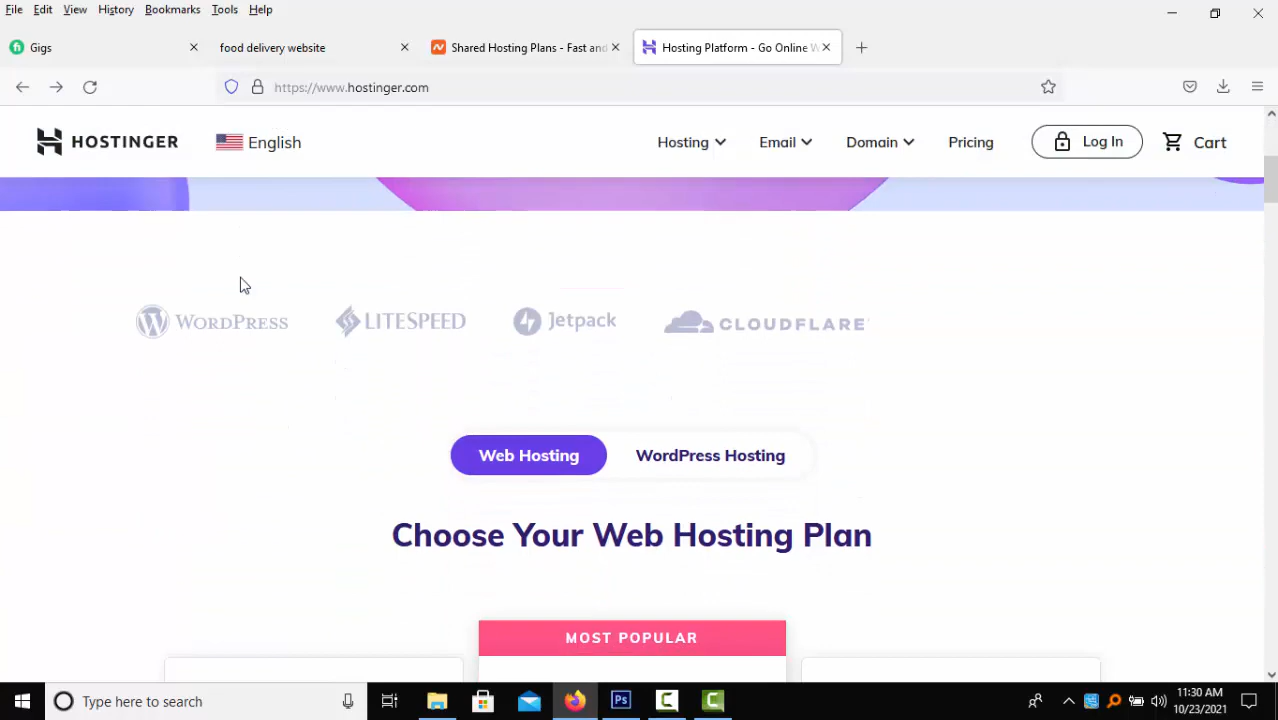 File Edit View History Bookmarks Tools Help
Gigs
food delivery website
Shared Hosting Plans - Fast and
Hosting Platform - Go Online W
https://www.hostinger.com
HOSTINGER
English
Hosting
Email
Domain
Pricing
Log In
Cart
WORDPRESS
LITESPEED
Jetpack
CLOUDFLARE
Web Hosting
WordPress Hosting
Choose Your Web Hosting Plan
MOST POPULAR
Type here to search
Ps
11:30 AM
10/23/2021